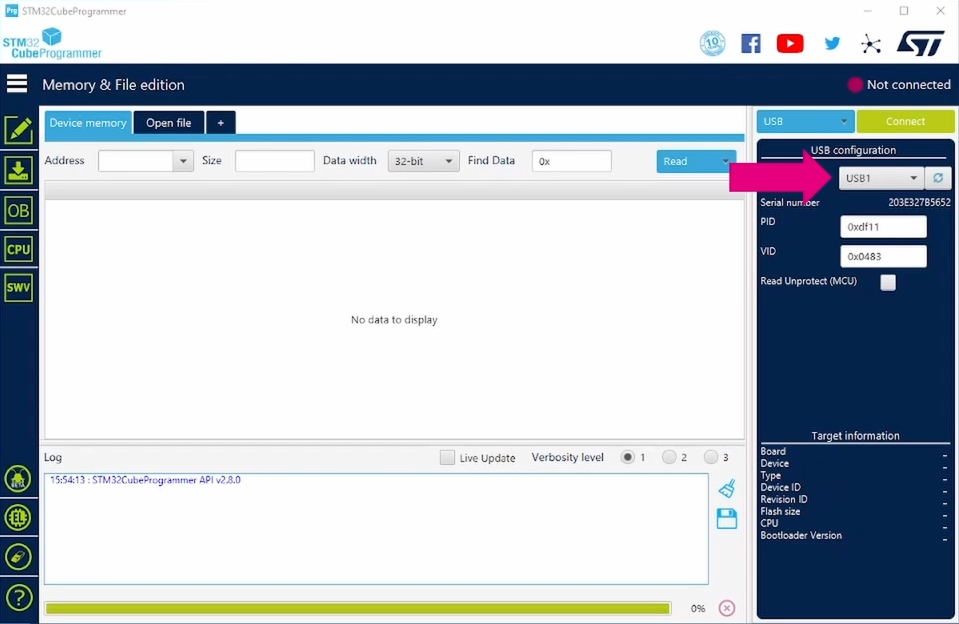 Prg STM32CubeProgrammer
STM32
CubeProgrammer
10
Memory & File edition
Not connected
Device memory
Open file
+
USB
Connect
Address
Size
Data width
32-bit
Find Data
0x
Read
USB configuration
USB1
Serial number
203E327B5652
PID
0xdf11
VID
0x0483
Read Unprotect (MCU)
OB
CPU
SWV
No data to display
Target information
Board
-
Device
-
Type
-
Device ID
-
Revision ID
-
Flash size
-
CPU
-
Bootloader Version
-
Log
Live Update
Verbosity level
1
2
3
15:54:13 : STM32CubeProgrammer API v2.8.0
EL
?
0%